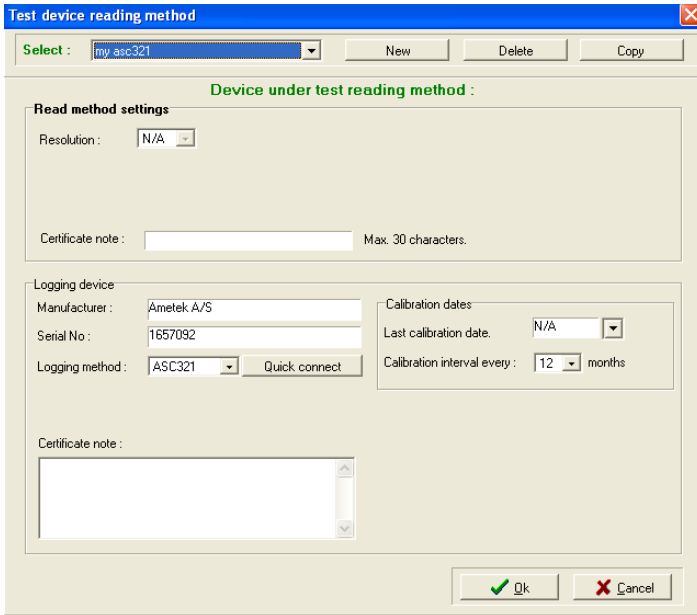 Test device reading method
Select : my asc321 New Delete Copy
Device under test reading method :
Read method settings
Resolution : N/A
Certificate note : Max. 30 characters.
Logging device
Manufacturer : Ametek A/S
Serial No : 1657092
Logging method : ASC321 Quick connect
Calibration dates
Last calibration date. N/A
Calibration interval every : 12 months
Certificate note :
Ok Cancel